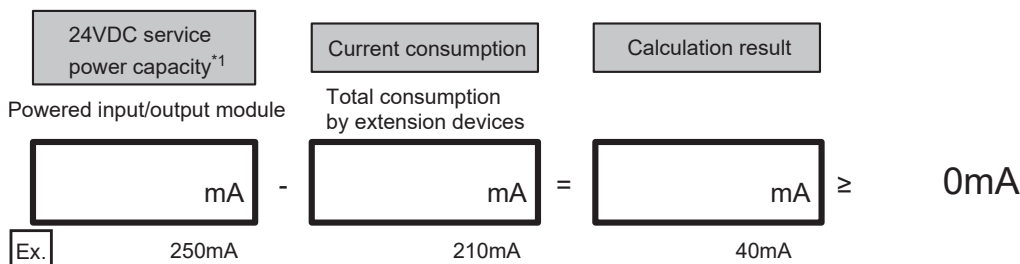 24VDC service
power capacity*1
Current consumption
Calculation result
Powered input/output module
Total consumption
by extension devices
mA - mA = mA ≥ 0mA
Ex. 250mA 210mA 40mA